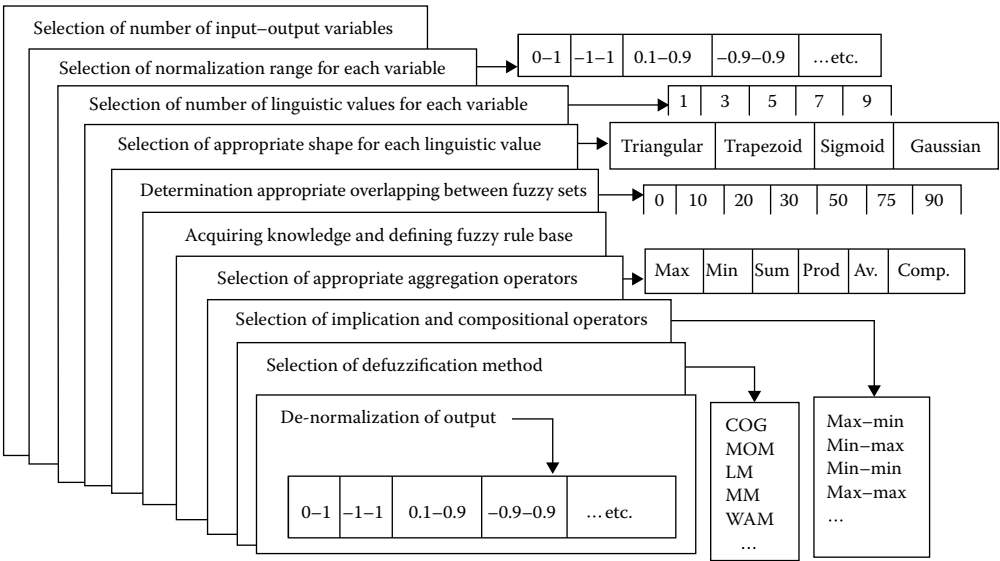 Selection of number of input–output variables
Selection of normalization range for each variable
0–1 –1–1 0.1–0.9 –0.9–0.9 ...etc.
Selection of number of linguistic values for each variable
1 3 5 7 9
Selection of appropriate shape for each linguistic value
Triangular Trapezoid Sigmoid Gaussian
Determination appropriate overlapping between fuzzy sets
0 10 20 30 50 75 90
Acquiring knowledge and defining fuzzy rule base
Selection of appropriate aggregation operators
Max Min Sum Prod Av. Comp.
Selection of implication and compositional operators
Selection of defuzzification method
De-normalization of output
0–1 –1–1 0.1–0.9 –0.9–0.9 ...etc.
COG
MOM
LM
MM
WAM
...
Max–min
Min–max
Min–min
Max–max
...